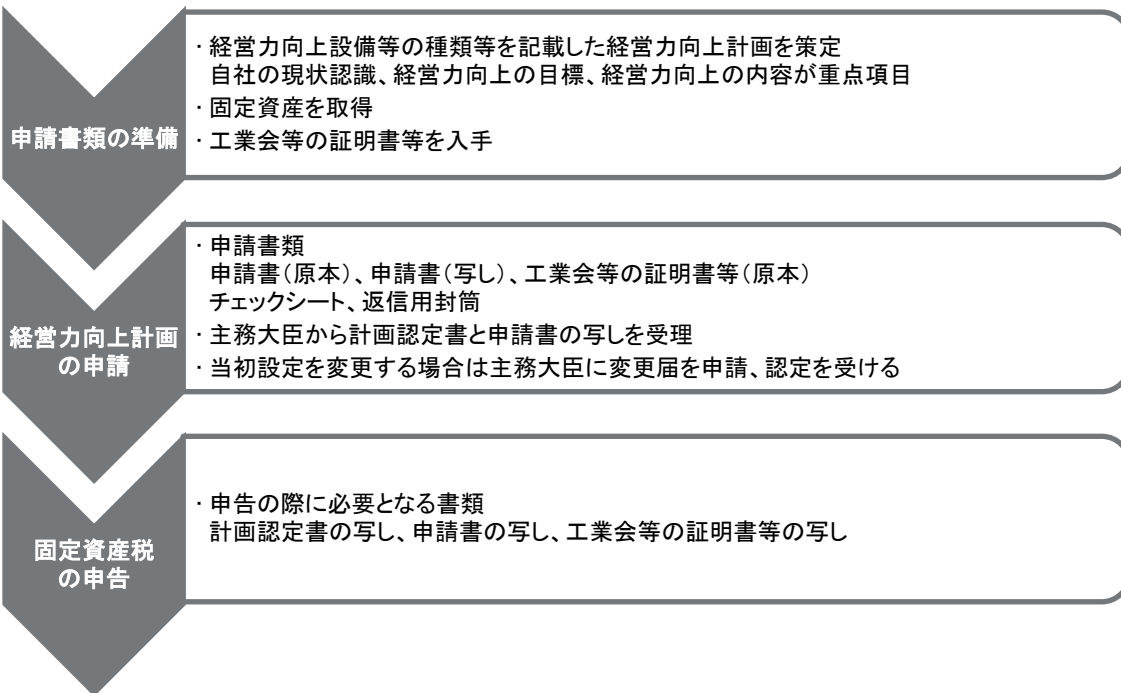 申請書類の準備
・経営力向上設備等の種類等を記載した経営力向上計画を策定
自社の現状認識、経営力向上の目標、経営力向上の内容が重点項目
・固定資産を取得
・工業会等の証明書等を入手
経営力向上計画
の申請
・申請書類
申請書（原本）、申請書（写し）、工業会等の証明書等（原本）
チェックシート、返信用封筒
・主務大臣から計画認定書と申請書の写しを受理
・当初設定を変更する場合は主務大臣に変更届を申請、認定を受ける
固定資産税
の申告
・申告の際に必要となる書類
計画認定書の写し、申請書の写し、工業会等の証明書等の写し